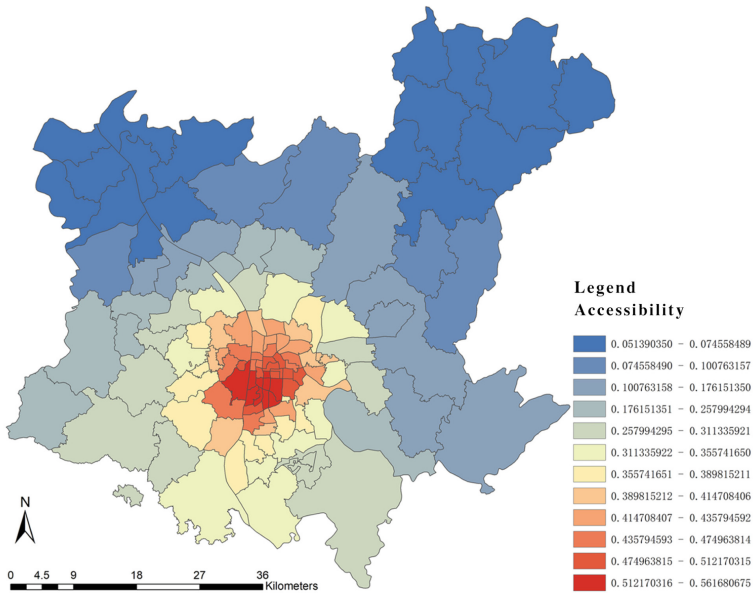 Legend
Accessibility
0.051390350 - 0.074558489
0.074558490 - 0.100763157
0.100763158 - 0.176151350
0.176151351 - 0.257994294
0.257994295 - 0.311335921
0.311335922 - 0.355741650
0.355741651 - 0.389815211
0.389815212 - 0.414708406
0.414708407 - 0.435794592
0.435794593 - 0.474963814
0.474963815 - 0.512170315
0.512170316 - 0.561680675
N
0 4.5 9 18 27 36
Kilometers